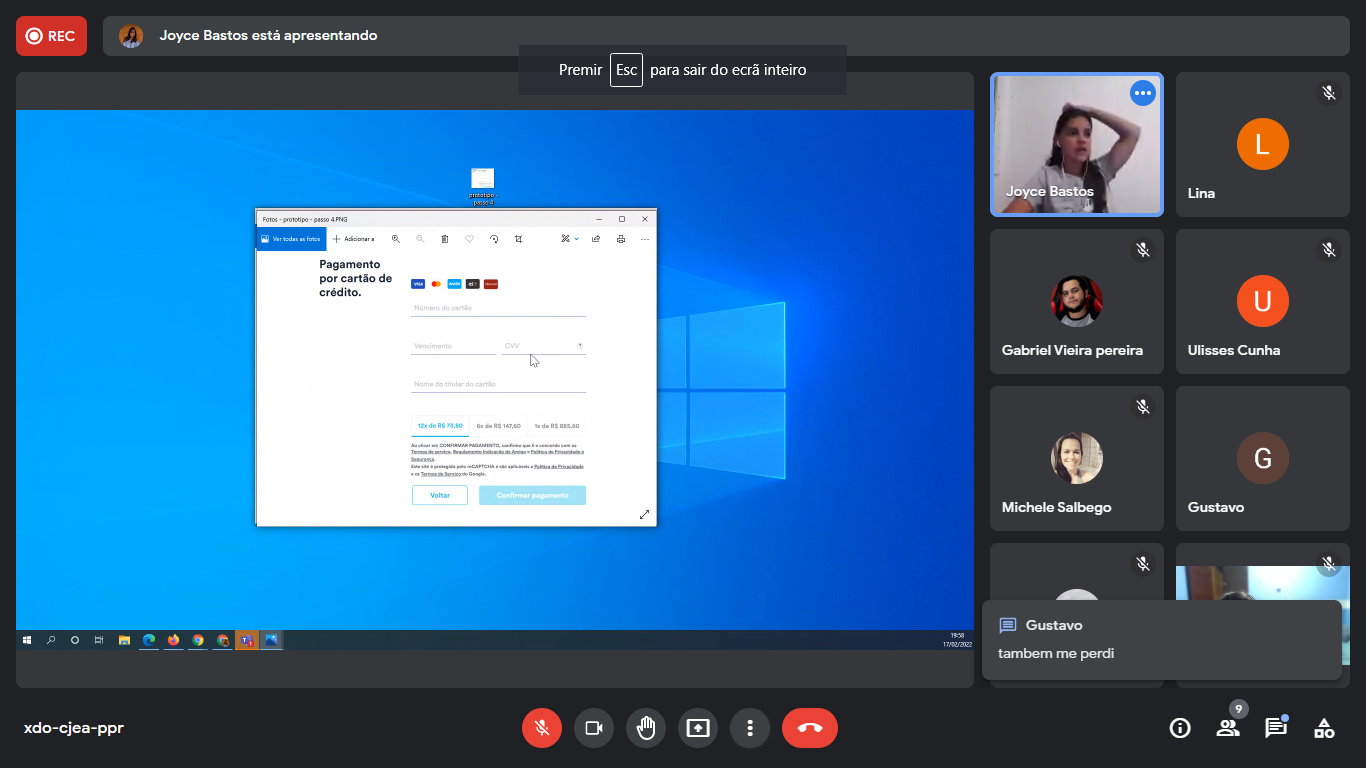 REC
Joyce Bastos está apresentando
Premir Esc para sair do ecrã inteiro
prototipo -
passo 4
Fotos - prototipo - passo 4.PNG
Ver todas as fotos
Adicionar a
Pagamento
por cartão de
crédito.
VISA
AMEX
elo
Número do cartão
Vencimento
CVV
Nome do titular do cartão
12x de R$ 73,80
6x de R$ 147,60
1x de R$ 885,60
Ao clicar em CONFIRMAR PAGAMENTO, confirmo que li e concordo com os
Termos de serviço, Regulamento Indicação de Amigo e Política de Privacidade e
Segurança.
Este site é protegido pelo reCAPTCHA e são aplicáveis a Política de Privacidade
e os Termos de Serviço do Google.
Voltar
Confirmar pagamento
19:58
17/02/2022
Joyce Bastos
L
Lina
Gabriel Vieira pereira
U
Ulisses Cunha
Michele Salbego
G
Gustavo
Gustavo
tambem me perdi
xdo-cjea-ppr
9